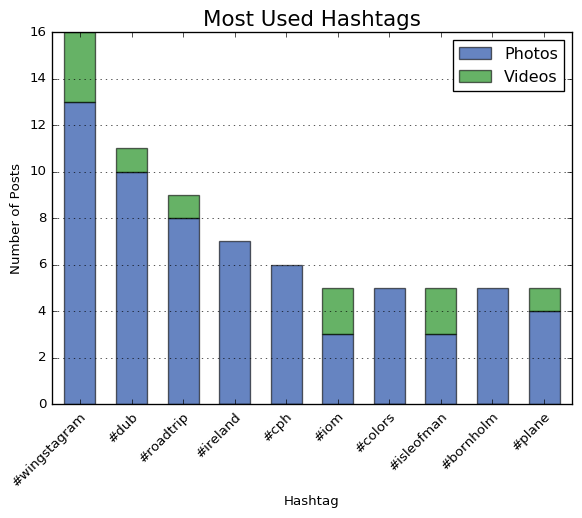 Most Used Hashtags
Photos
Videos
Number of Posts
16
14
12
10
8
6
4
2
0
#wingstagram
#dub
#roadtrip
#ireland
#cph
#iom
#colors
#isleofman
#bornholm
#plane
Hashtag